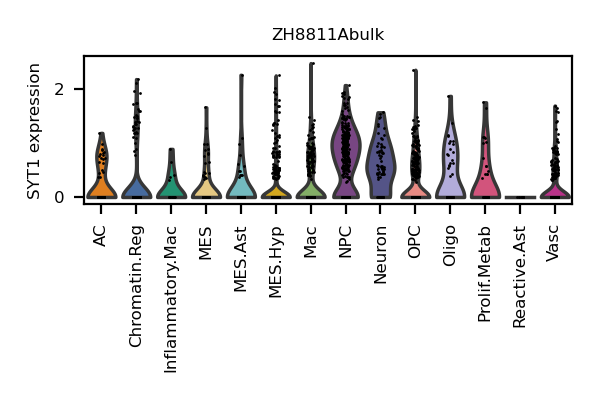 ZH8811Abulk
SYT1 expression
2
0
AC
Chromatin.Reg
Inflammatory.Mac
MES
MES.Ast
MES.Hyp
Mac
NPC
Neuron
OPC
Oligo
Prolif.Metab
Reactive.Ast
Vasc